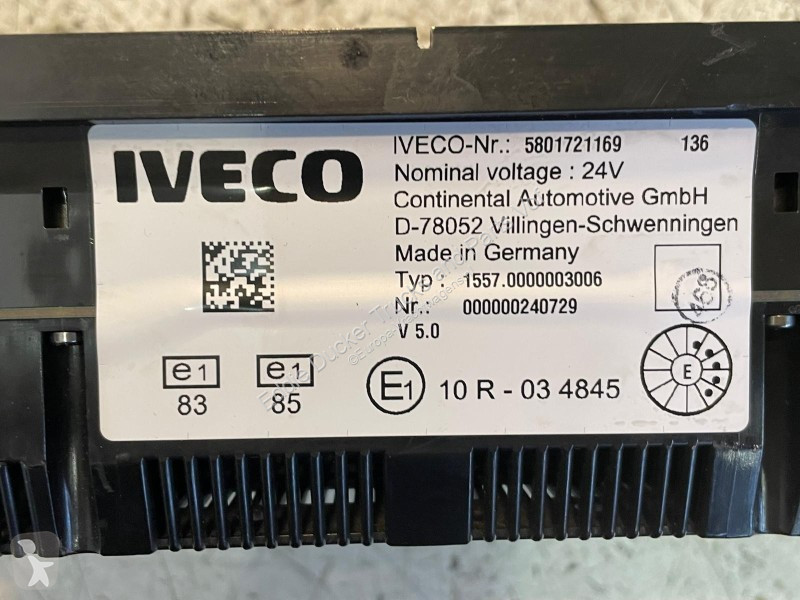 IVECO
IVECO-Nr.: 5801721169 136
Nominal voltage : 24V
Continental Automotive GmbH
D-78052 Villingen-Schwenningen
Made in Germany
Typ : 1557.0000003006
Nr.: 000000240729
V 5.0
468
E
e1
83
e1
85
E1 10 R - 03 4845